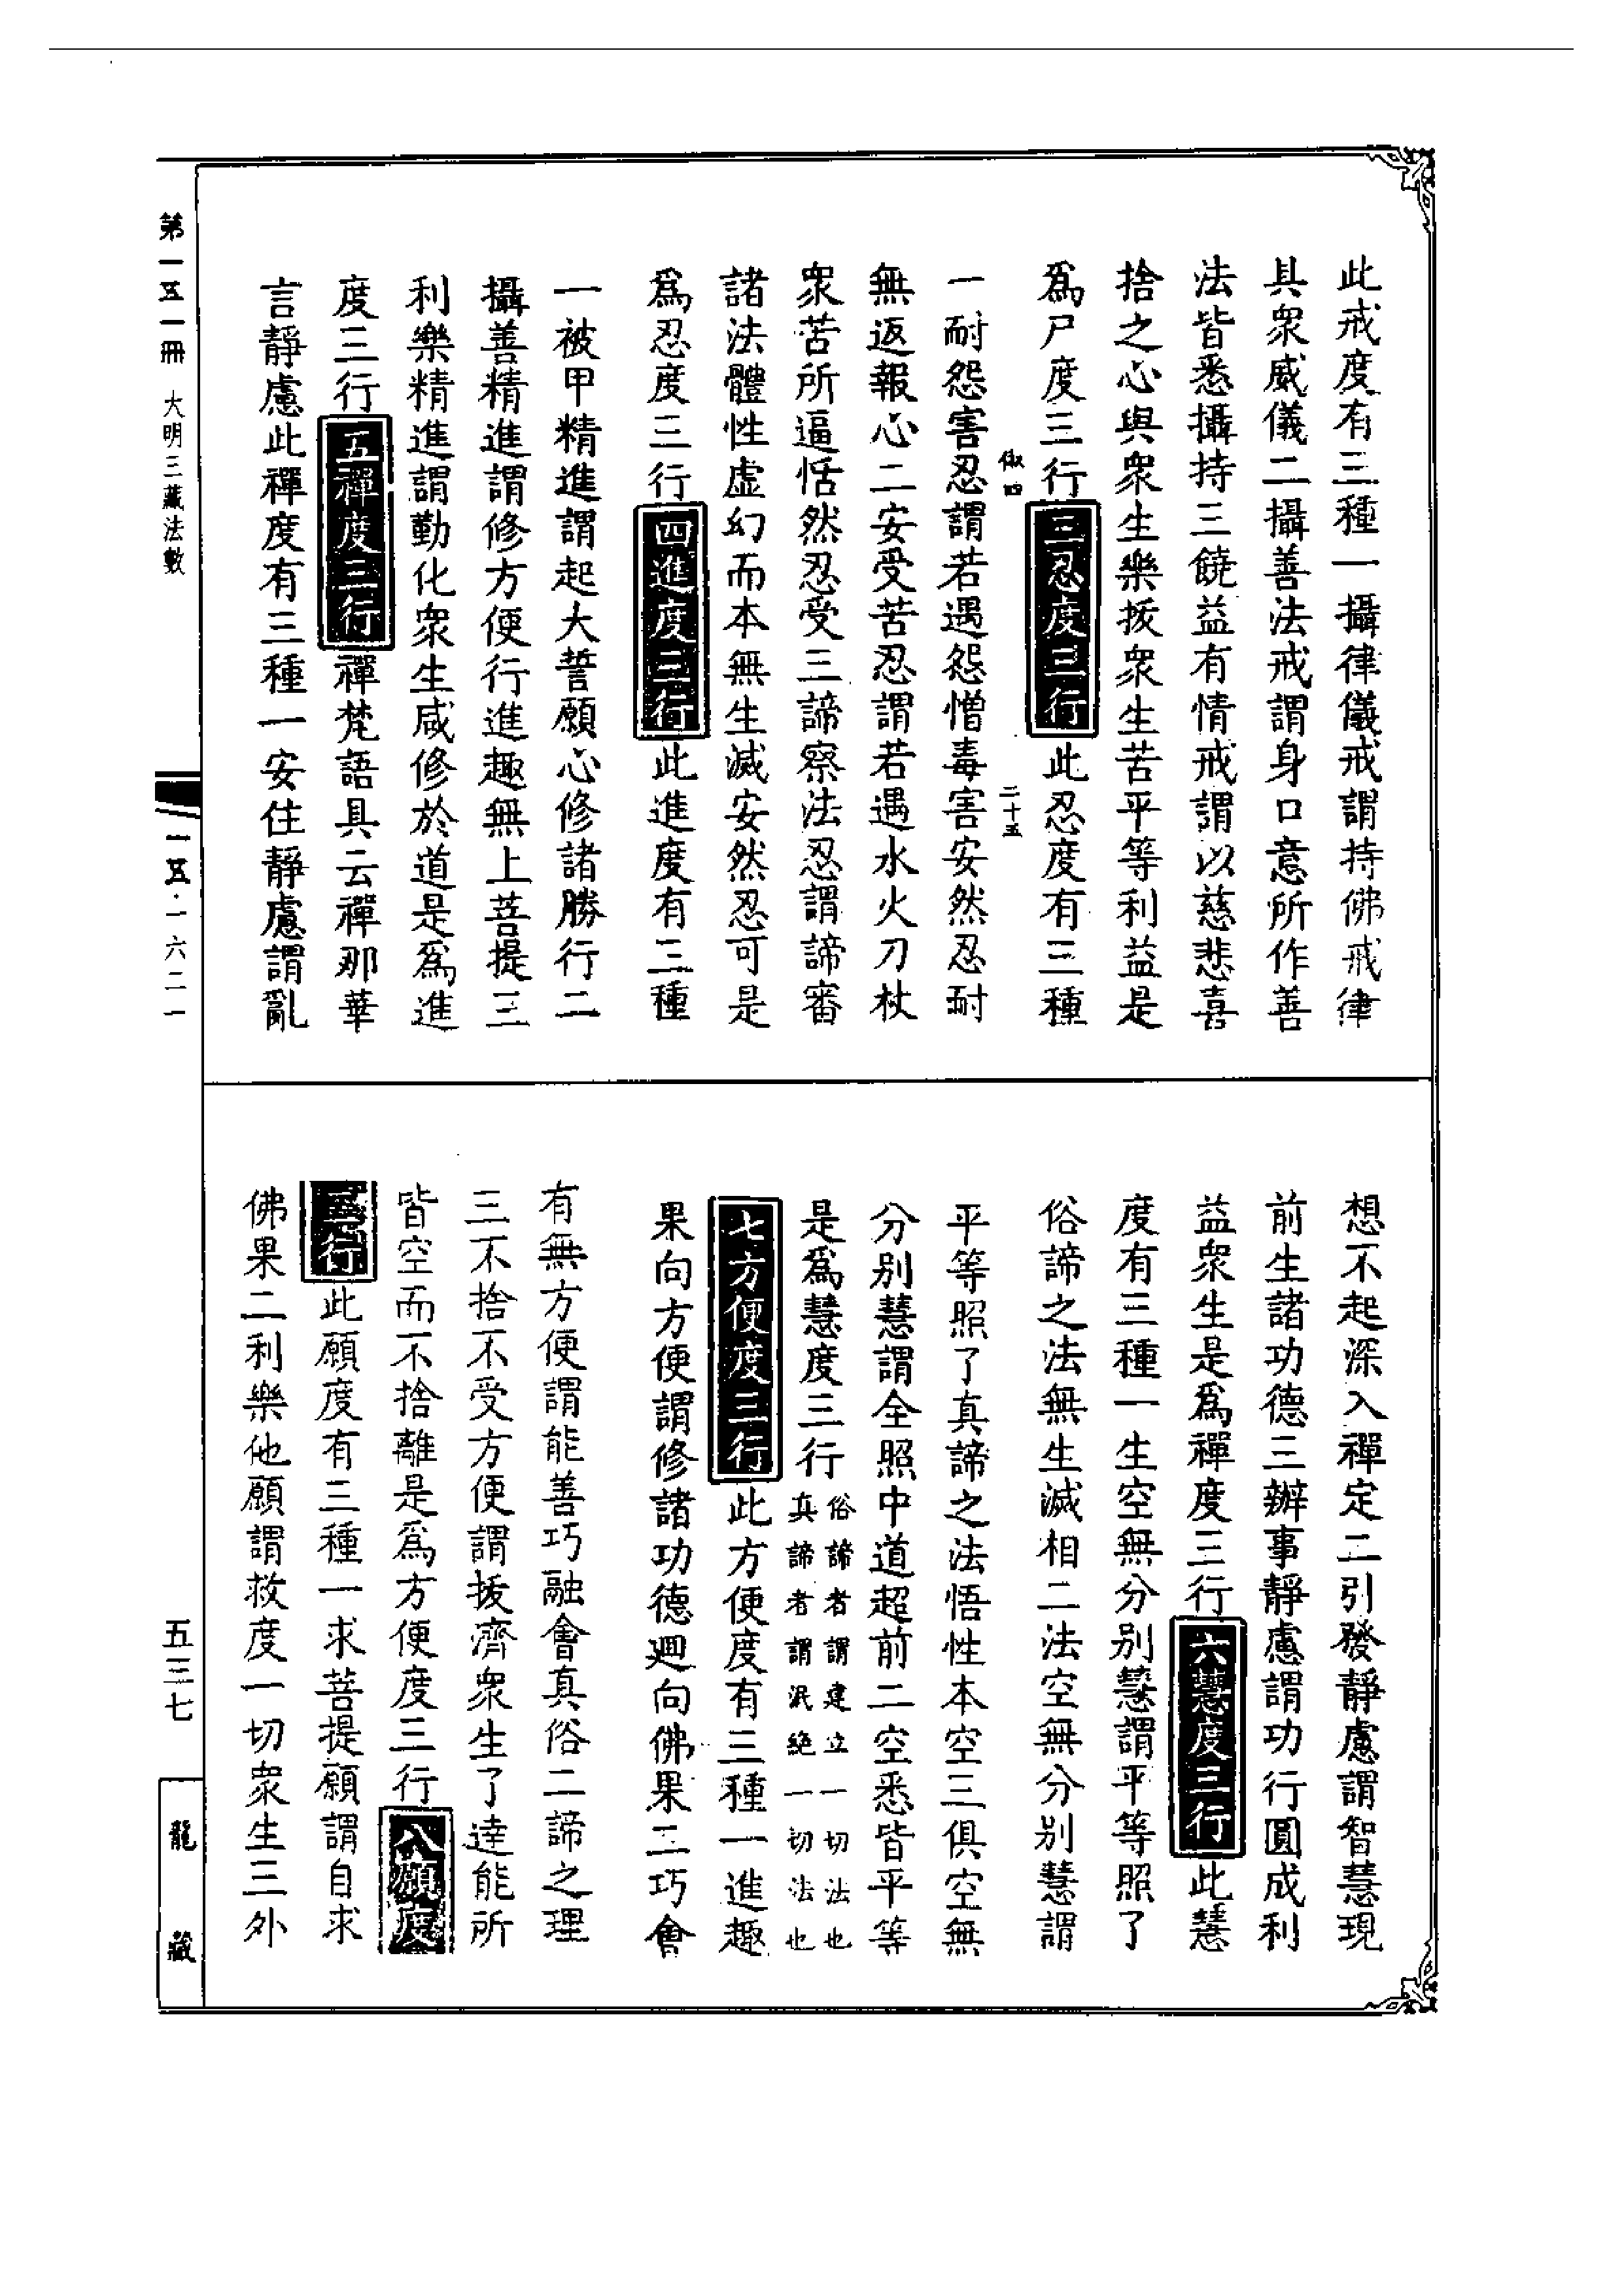 此戒度有三種一攝律儀戒謂持佛戒律
具衆威儀二攝善法戒謂身口意所作善
法皆悉攝持三饒益有情戒謂以慈悲喜
捨之心與衆生樂拔衆生苦平等利益是
爲尸度三行三忍度三行此忍度有三種
二十五
一耐怨害忍謂若遇怨憎毒害安然忍耐
無返報心二安受苦忍謂若遇水火刀杖
衆苦所逼恬然忍受三諦察法忍謂諦審
諸法體性虛幻而本無生滅安然忍可是
爲忍度三行四進度三行此進度有三種
一被甲精進謂起大誓願心修諸勝行二
攝善精進謂修方便行進趣無上菩提三
利樂精進謂勤化衆生咸修於道是爲進
度三行五禪度三行禪梵語具云禪那華
言靜慮此禪度有三種一安住靜慮謂亂
想不起深入禪定二引發靜慮謂智慧現
前生諸功德三辦事靜慮謂功行圓成利
益衆生是爲禪度三行六慧度三行此慧
度有三種一生空無分別慧謂平等照了
俗諦之法無生滅相二法空無分別慧謂
平等照了真諦之法悟性本空三俱空無
分別慧謂全照中道超前二空悉皆平等
是爲慧度三行俗諦者謂建立一切法也
真諦者謂泯絶一切法也
七方便度三行此方便度有三種一進趣
果向方便謂修諸功德迴向佛果二巧會
有無方便謂能善巧融會真俗二諦之理
三不捨不受方便謂拔濟衆生了達能所
皆空而不捨離是爲方便度三行八願度
三行此願度有三種一求菩提願謂自求
佛果二利樂他願謂救度一切衆生三外
第一五一冊 大明三藏法數
一五·一六二一
五三七
龍藏